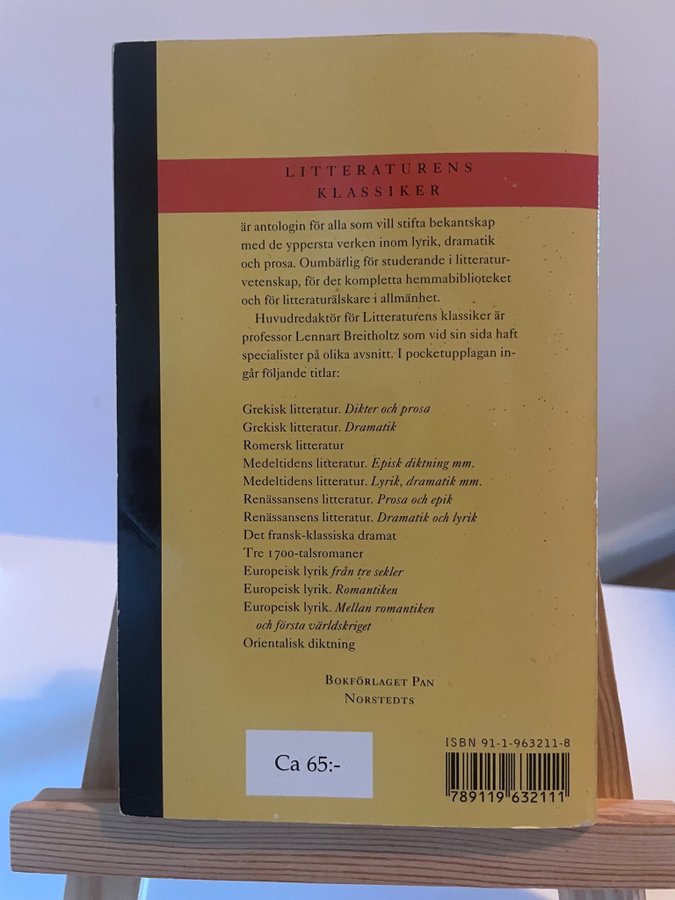 LITTERATURENS
KLASSIKER
är antologin för alla som vill stifta bekantskap
med de yppersta verken inom lyrik, dramatik
och prosa. Oumbärlig för studerande i litteratur-
vetenskap, för det kompletta hemmabiblioteket
och för litteraturälskare i allmänhet.
Huvudredaktör för Litteraturens klassiker är
professor Lennart Breitholtz som vid sin sida haft
specialister på olika avsnitt. I pocketupplagan in-
går följande titlar:
Grekisk litteratur. Dikter och prosa
Grekisk litteratur. Dramatik
Romersk litteratur
Medeltidens litteratur. Episk diktning mm.
Medeltidens litteratur. Lyrik, dramatik mm.
Renässansens litteratur. Prosa och epik
Renässansens litteratur. Dramatik och lyrik
Det fransk-klassiska dramat
Tre 1700-talsromaner
Europeisk lyrik från tre sekler
Europeisk lyrik. Romantiken
Europeisk lyrik. Mellan romantiken
och första världskriget
Orientalisk diktning
BOKFÖRLAGET PAN
NORSTEDTS
ISBN 91-1-963211-8
Ca 65:-
789119 632111